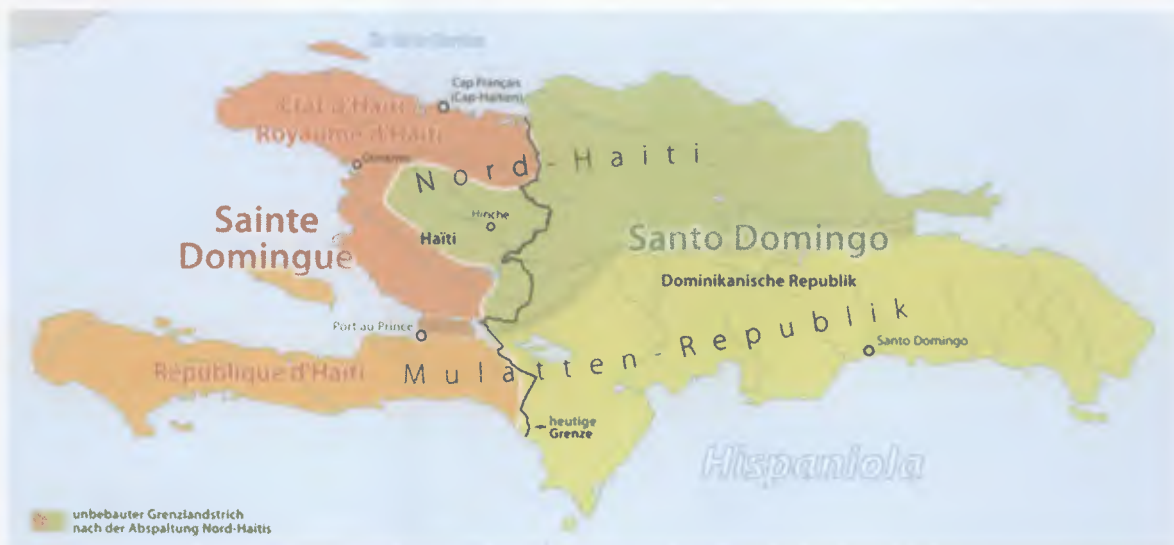 Cap Français
(Cap-Haïtien)
État d'Haïti
Royaume d'Haïti
Nord-Haiti
Sainte
Domingue
Hinche
Haïti
Santo Domingo
Dominikanische Republik
Port au Prince
Mulatten-Republik
Santo Domingo
République d'Haïti
heutige
Grenze
Hispaniola
unbebauter Grenzlandstrich
nach der Abspaltung Nord-Haitis